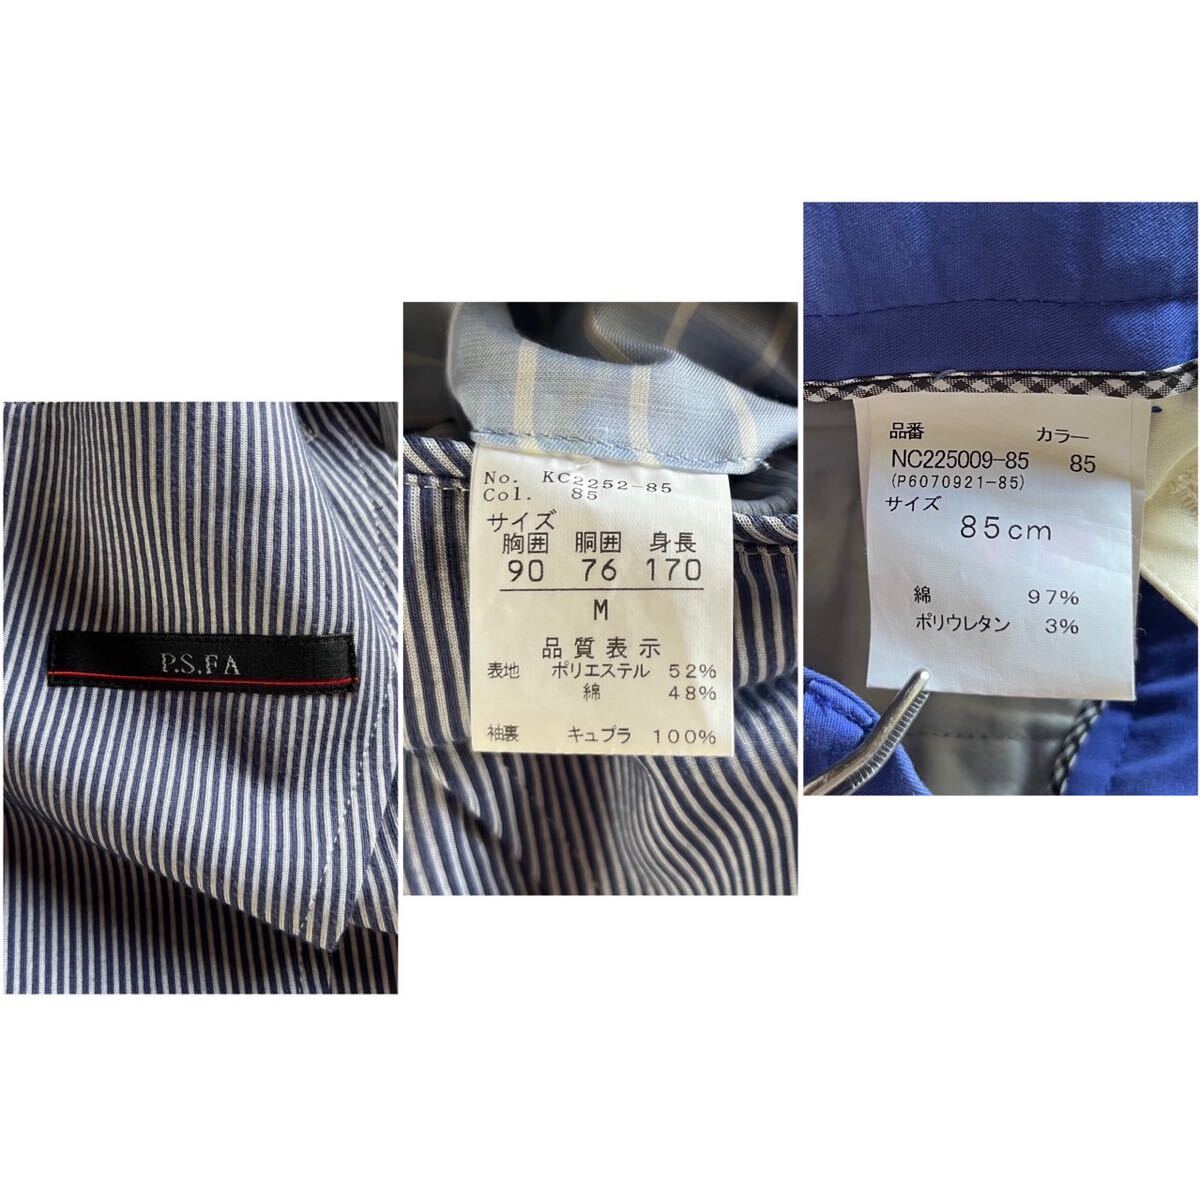 P.S.FA
No. KC2252-85
Col. 85
サイズ
胸囲 胴囲 身長
90 76 170
M
品質表示
表地 ポリエステル 52%
綿 48%
袖裏 キュプラ 100%
品番 カラー
NC225009-85 85
(P6070921-85)
サイズ
85cm
綿 97%
ポリウレタン 3%